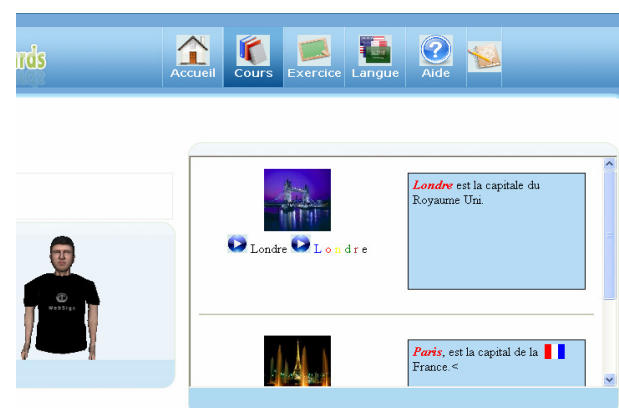 rds
Accueil Cours Exercice Langue Aide
Londre est la capitale du
Royaume Uni.
Londre L o n d r e
WebSign
Paris, est la capital de la
France.<